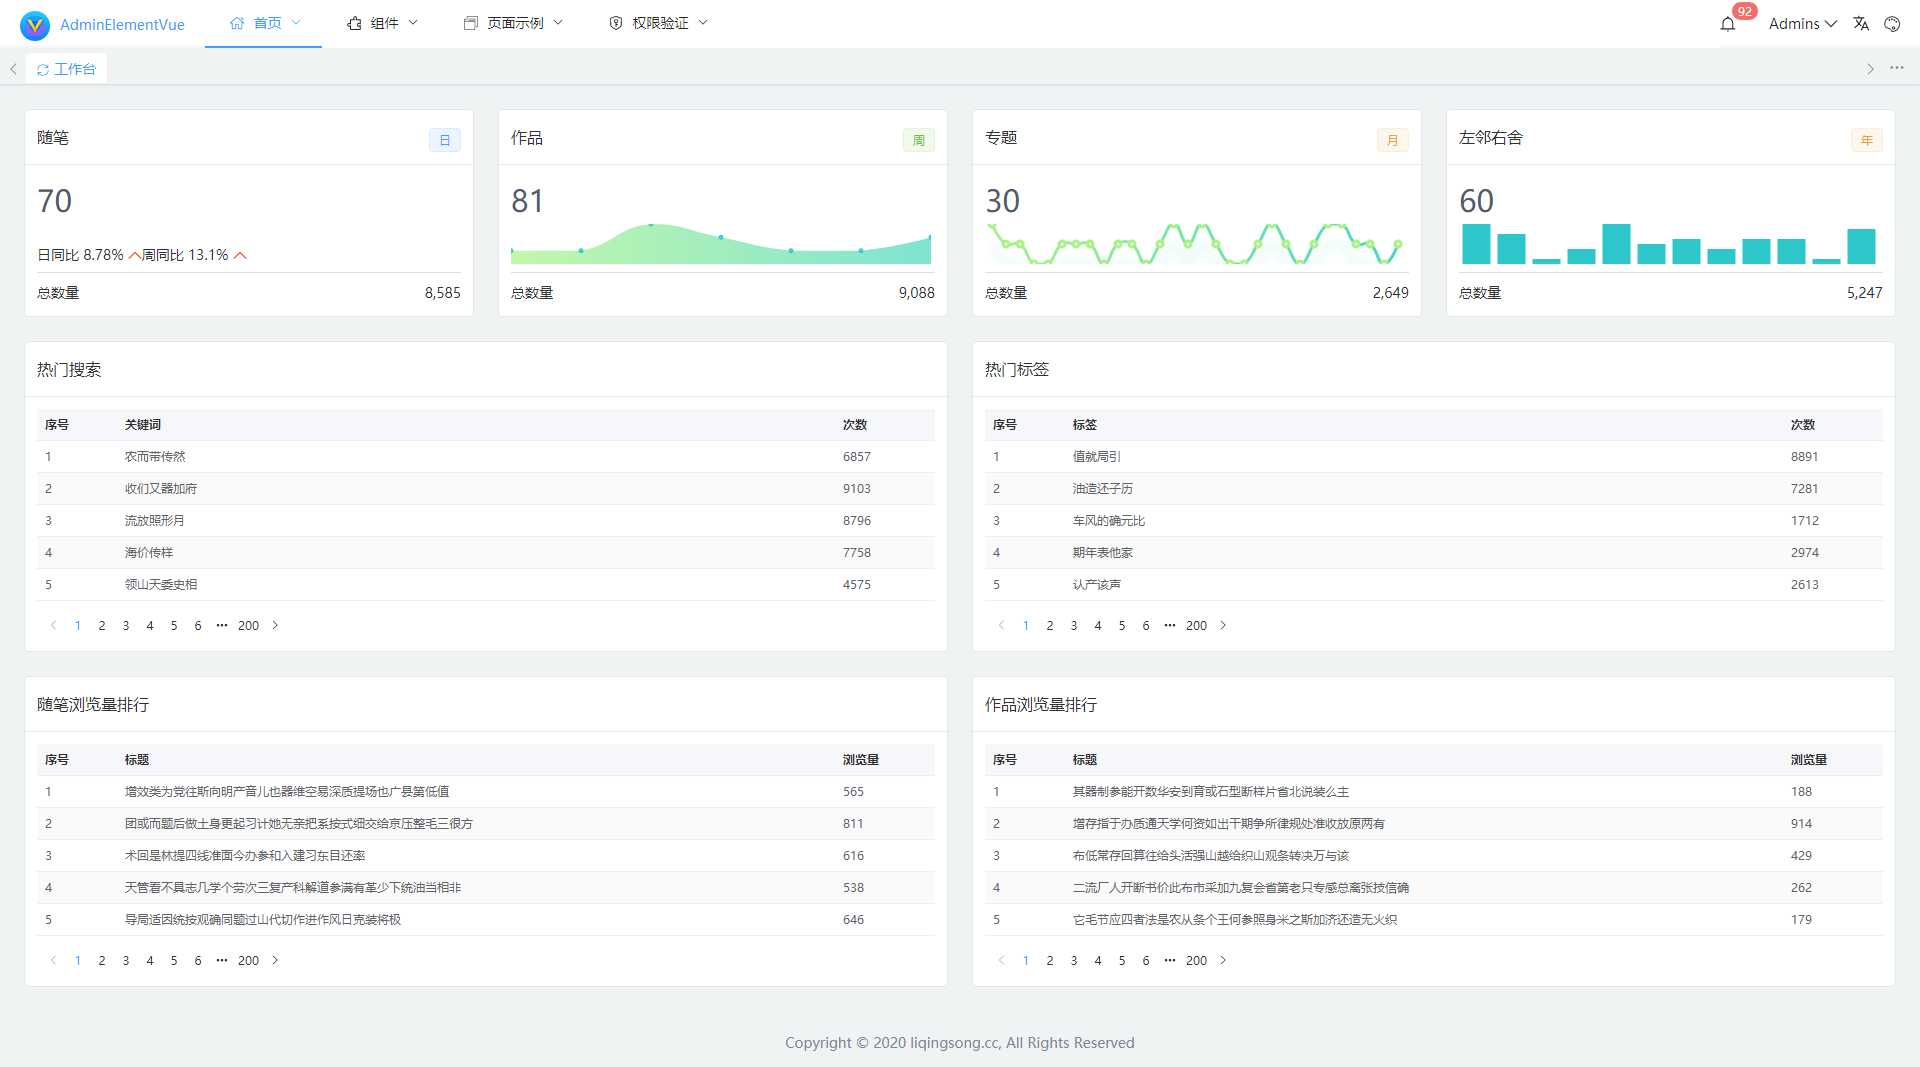 AdminElementVue 首页 组件 页面示例 权限验证 92 Admins
工作台
随笔 日
70
日同比 8.78% 周同比 13.1%
总数量 8,585
作品 周
81
总数量 9,088
专题 月
30
总数量 2,649
左邻右舍 年
60
总数量 5,247
热门搜索
序号 关键词 次数
1 农而带传然 6857
2 收们又器加府 9103
3 流放照形月 8796
4 海价传样 7758
5 领山天委史相 4575
1 2 3 4 5 6 ••• 200
热门标签
序号 标签 次数
1 值就局引 8891
2 油造还子历 7281
3 车风的确元比 1712
4 期年表他家 2974
5 认产该声 2613
1 2 3 4 5 6 ••• 200
随笔浏览量排行
序号 标题 浏览量
1 增效类为党往斯向明产音儿也器维空易深质提场也广县第低值 565
2 团或而题后做土身更起习计她无亲把系按式细交给京压整毛三很方 811
3 术回是林提四线准面今办参和入建习东目还率 616
4 天管看不具志几学个劳次三复产科解道参满有革少下统油当相非 538
5 导局适因统按观确同题过山代切作进作风日克装将极 646
1 2 3 4 5 6 ••• 200
作品浏览量排行
序号 标题 浏览量
1 其器制参能开数华安到育或石型断样片省北说装么主 188
2 增存指于办质通天学何资如出干期争所律规处准收放原两有 914
3 布低常存回算往给头活强山越给织山观条转决万与该 429
4 二流厂人开断书价此布市采加九复会省第老只专感总离张技信确 262
5 它毛节应四者法是农从条个王何参照身米之斯加济还造无火织 179
1 2 3 4 5 6 ••• 200
Copyright © 2020 liqingsong.cc, All Rights Reserved